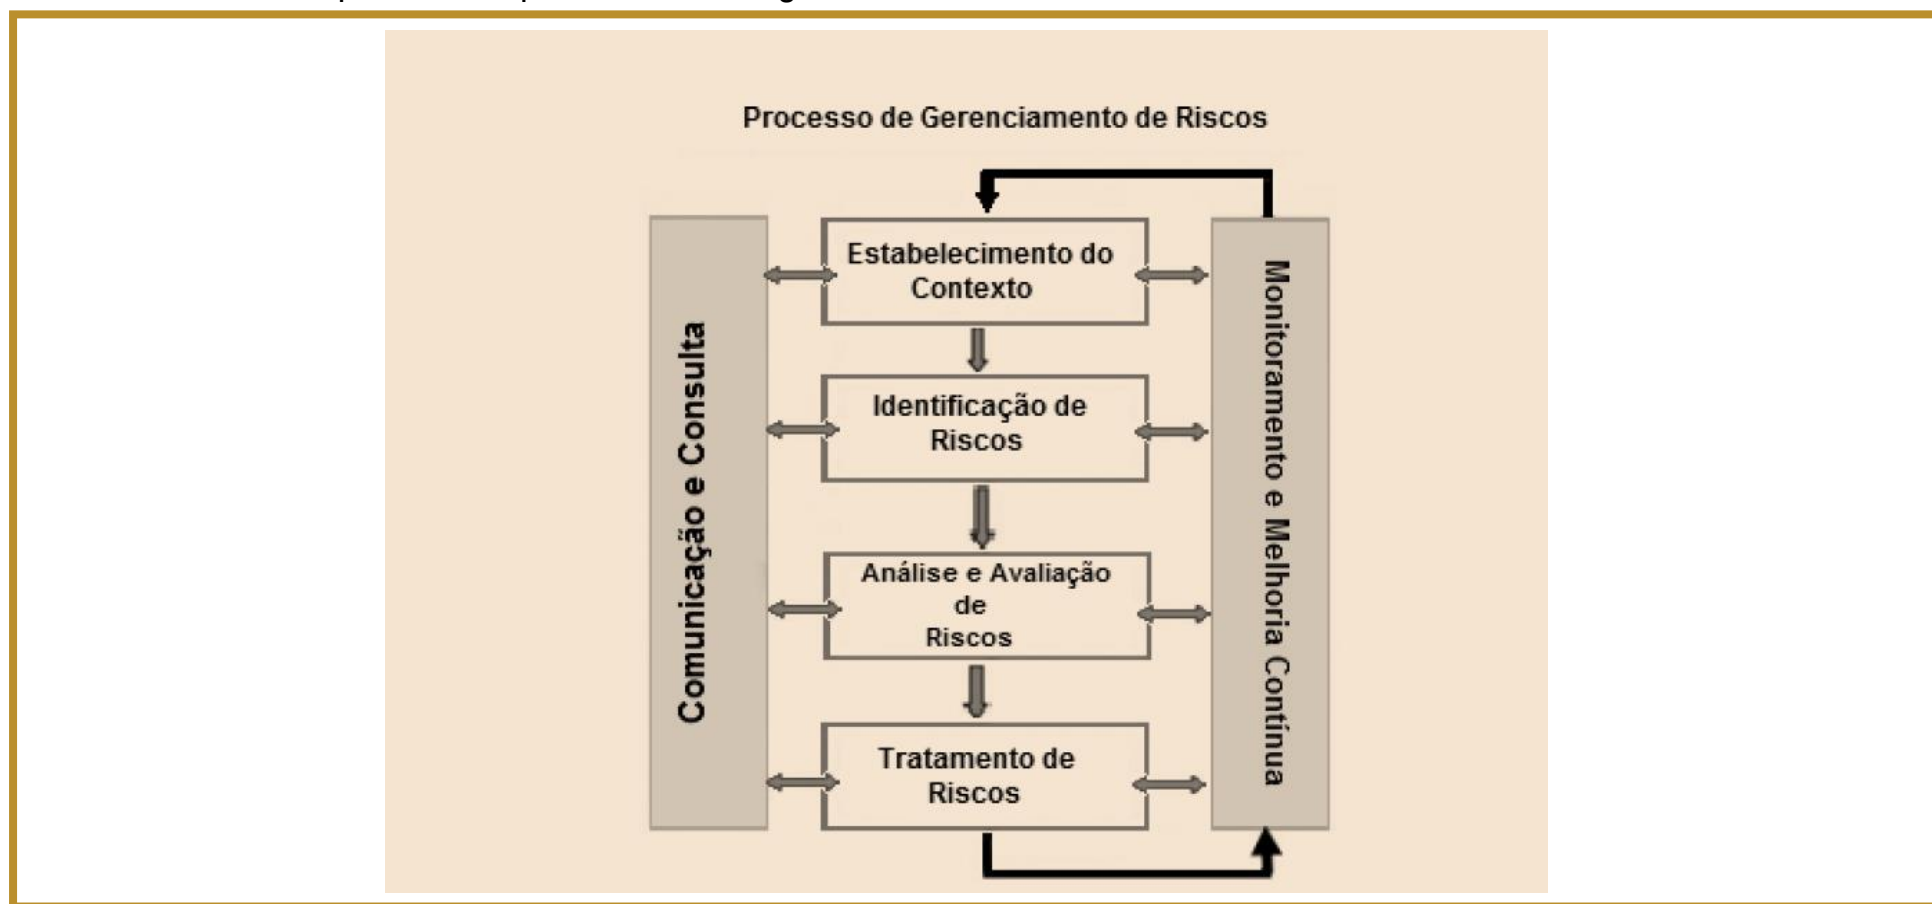 Processo de Gerenciamento de Riscos
Comunicação e Consulta
Estabelecimento do
Contexto
Identificação de
Riscos
Análise e Avaliação
de
Riscos
Tratamento de
Riscos
Monitoramento e Melhoria Contínua